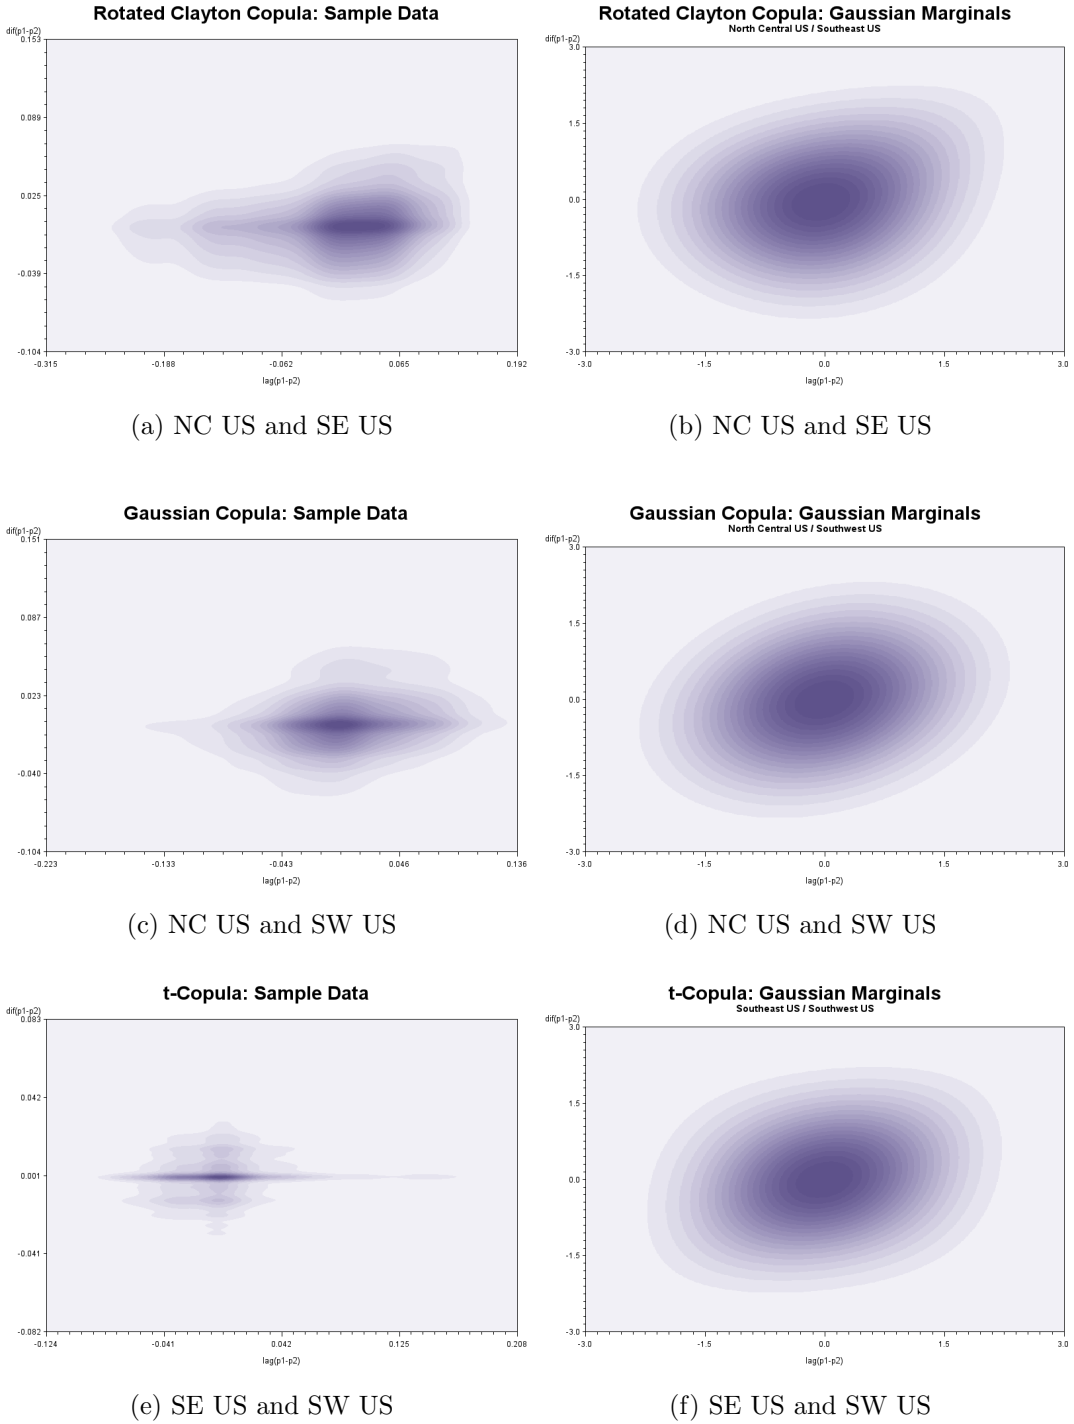 Rotated Clayton Copula: Sample Data
dif(p1-p2)
0.153
0.089
0.025
-0.039
-0.104
-0.315 -0.188 -0.062 0.065 0.192
lag(p1-p2)
(a) NC US and SE US
Rotated Clayton Copula: Gaussian Marginals
North Central US / Southeast US
dif(p1-p2)
3.0
1.5
0.0
-1.5
-3.0
-3.0 -1.5 0.0 1.5 3.0
lag(p1-p2)
(b) NC US and SE US
Gaussian Copula: Sample Data
dif(p1-p2)
0.151
0.087
0.023
-0.040
-0.104
-0.223 -0.133 -0.043 0.046 0.136
lag(p1-p2)
(c) NC US and SW US
Gaussian Copula: Gaussian Marginals
North Central US / Southwest US
dif(p1-p2)
3.0
1.5
0.0
-1.5
-3.0
-3.0 -1.5 0.0 1.5 3.0
lag(p1-p2)
(d) NC US and SW US
t-Copula: Sample Data
dif(p1-p2)
0.083
0.042
0.001
-0.041
-0.082
-0.124 -0.041 0.042 0.125 0.208
lag(p1-p2)
(e) SE US and SW US
t-Copula: Gaussian Marginals
Southeast US / Southwest US
dif(p1-p2)
3.0
1.5
0.0
-1.5
-3.0
-3.0 -1.5 0.0 1.5 3.0
lag(p1-p2)
(f) SE US and SW US